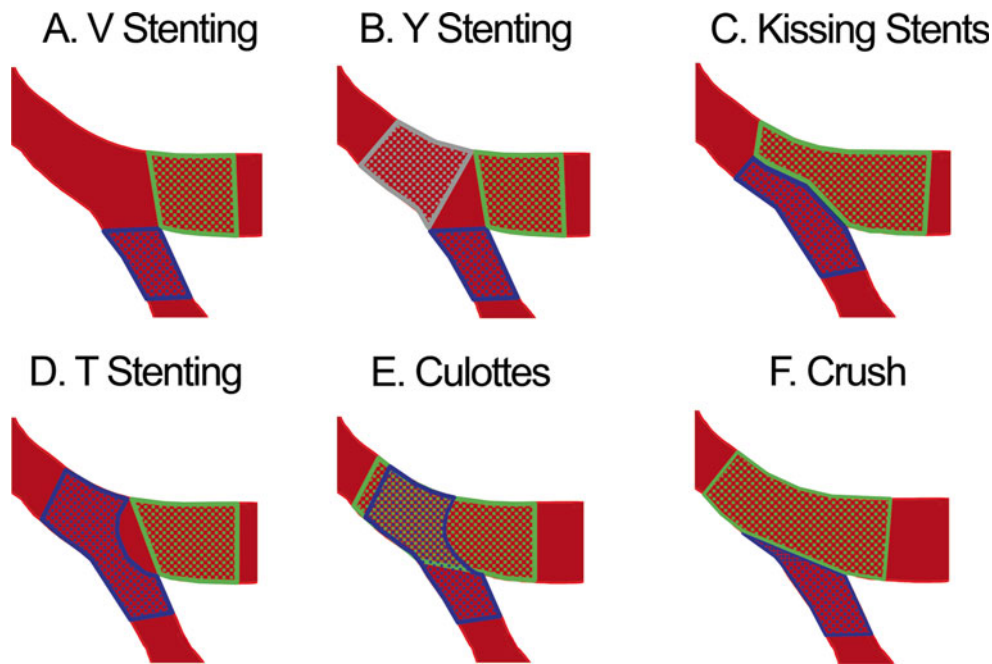 A. V Stenting
B. Y Stenting
C. Kissing Stents
D. T Stenting
E. Culottes
F. Crush